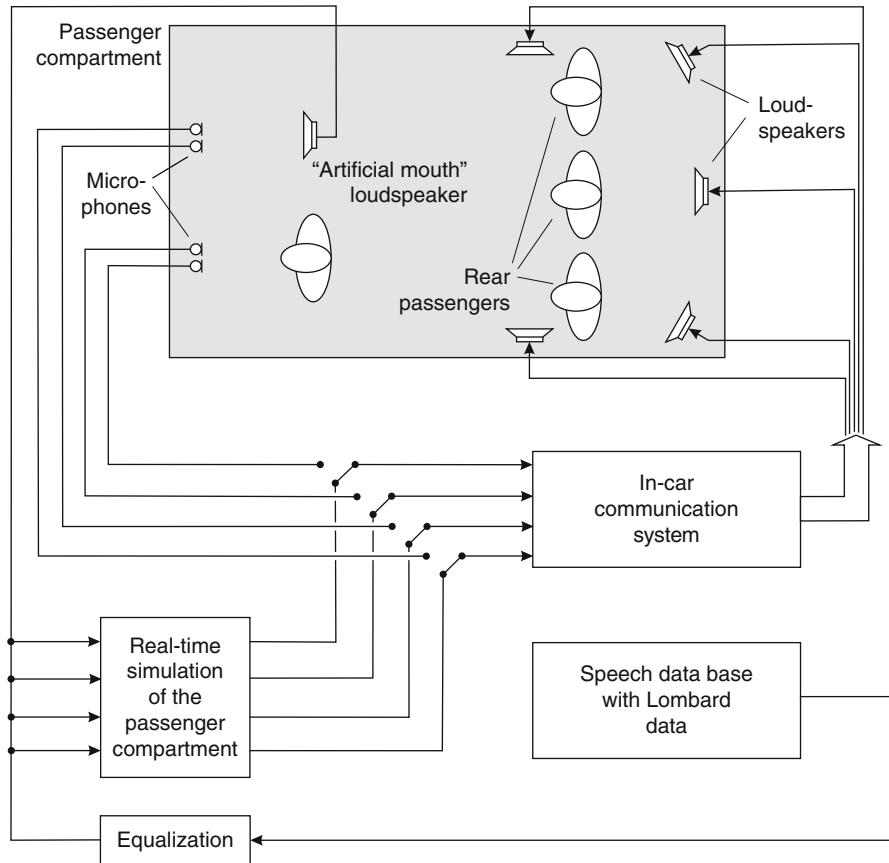 Passenger
compartment
Loud-
speakers
"Artificial mouth"
loudspeaker
Micro-
phones
Rear
passengers
In-car
communication
system
Real-time
simulation
of the
passenger
compartment
Speech data base
with Lombard
data
Equalization